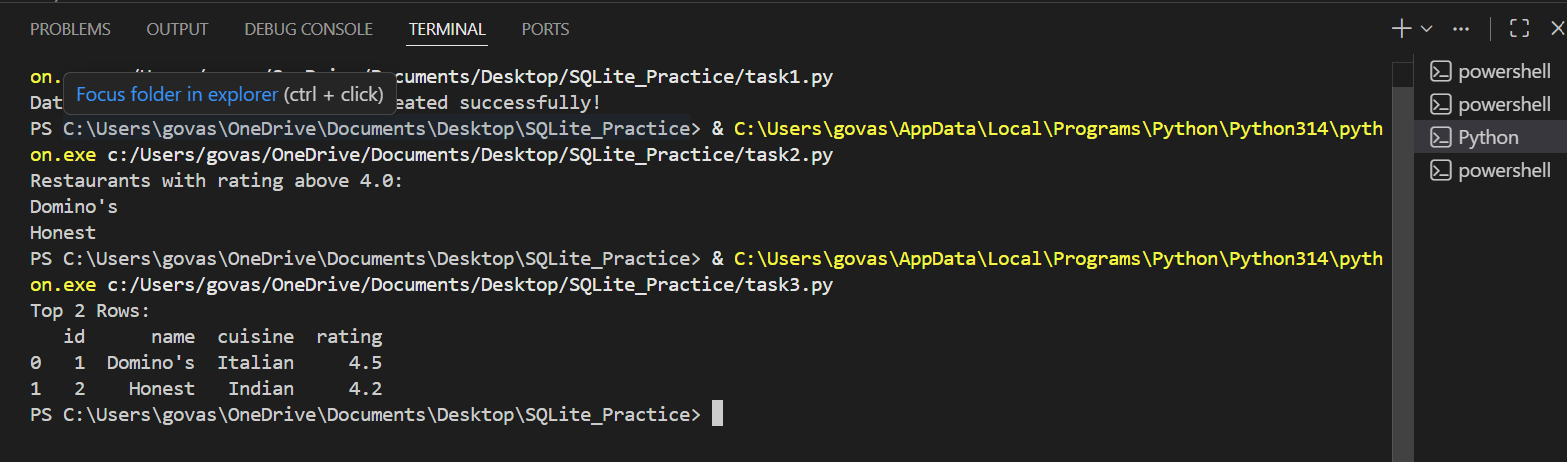 PROBLEMS OUTPUT DEBUG CONSOLE TERMINAL PORTS
on. /Documents/Desktop/SQLite_Practice/task1.py
Focus folder in explorer (ctrl + click)
Dat eated successfully!
PS C:\Users\govas\OneDrive\Documents\Desktop\SQLite_Practice> & C:\Users\govas\AppData\Local\Programs\Python\Python314\pyth
on.exe c:/Users/govas/OneDrive/Documents/Desktop/SQLite_Practice/task2.py
Restaurants with rating above 4.0:
Domino's
Honest
PS C:\Users\govas\OneDrive\Documents\Desktop\SQLite_Practice> & C:\Users\govas\AppData\Local\Programs\Python\Python314\pyth
on.exe c:/Users/govas/OneDrive/Documents/Desktop/SQLite_Practice/task3.py
Top 2 Rows:
id name cuisine rating
0 1 Domino's Italian 4.5
1 2 Honest Indian 4.2
PS C:\Users\govas\OneDrive\Documents\Desktop\SQLite_Practice>
powershell
powershell
Python
powershell